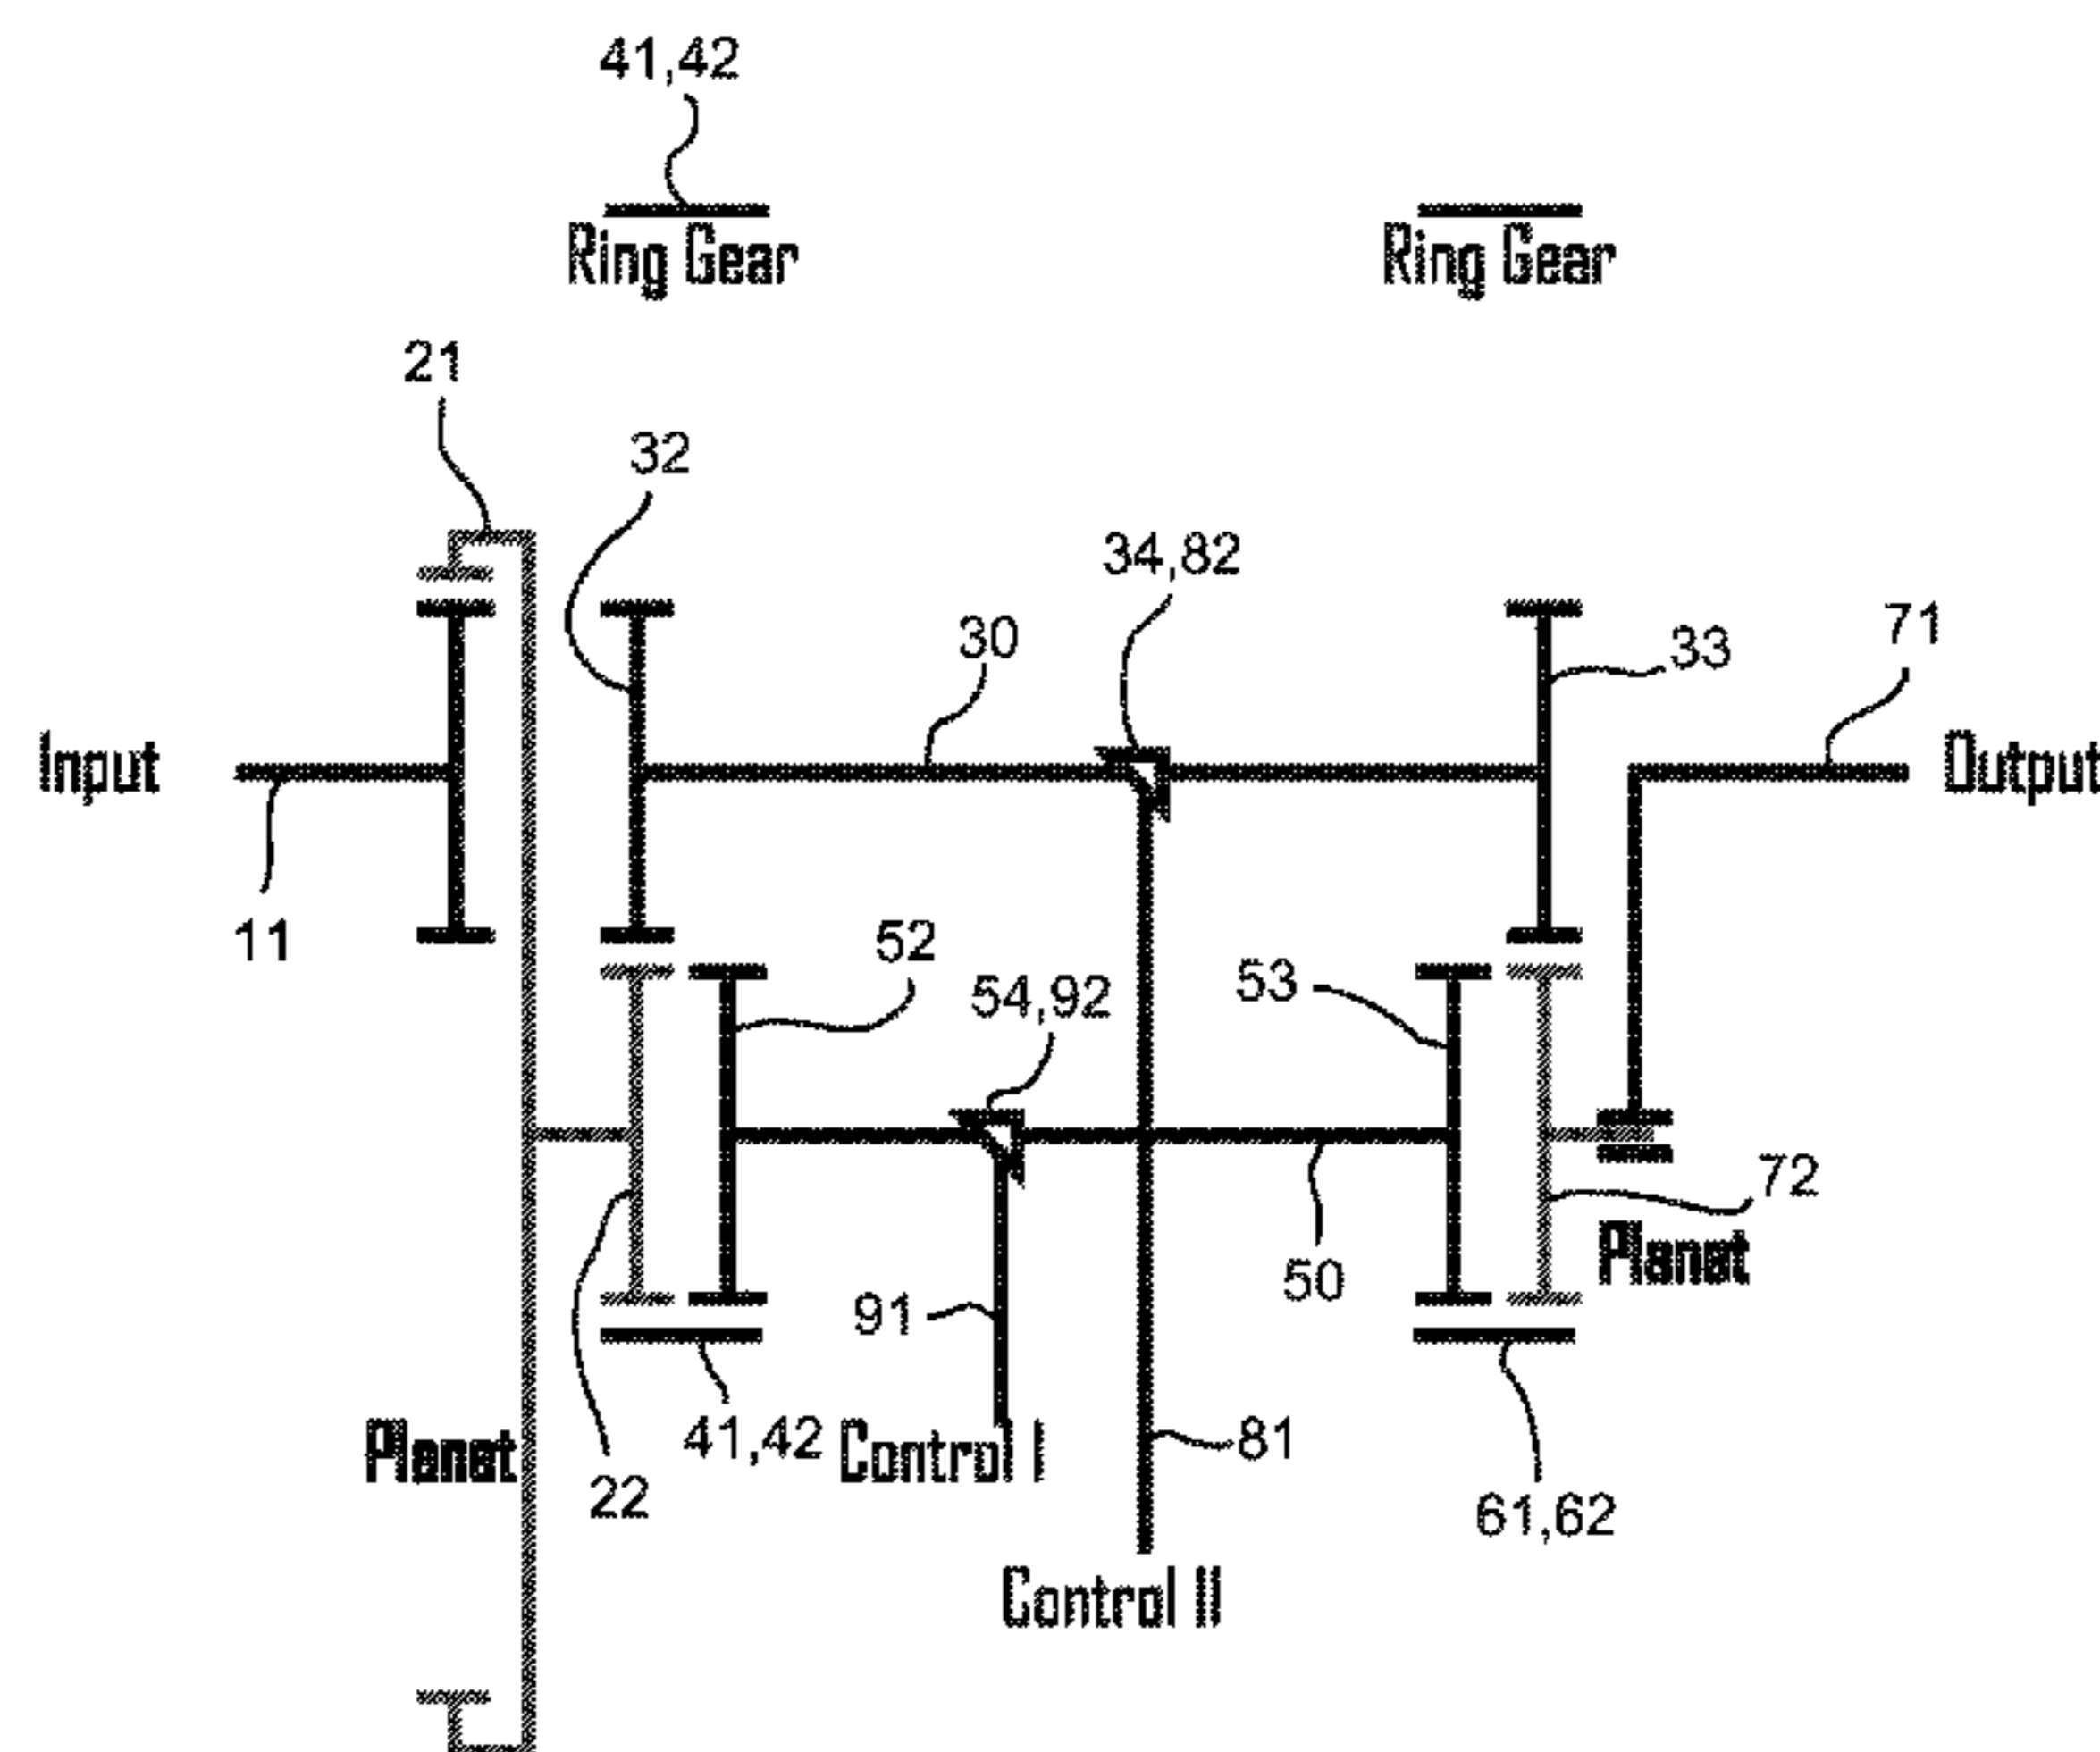 41,42
Ring Gear
Ring Gear
21
32
34,82
30
33
71
Input
Output
11
52
54,92
53
72
Planet
50
91
Planet
41,42
Control I
81
22
61,62
Control II